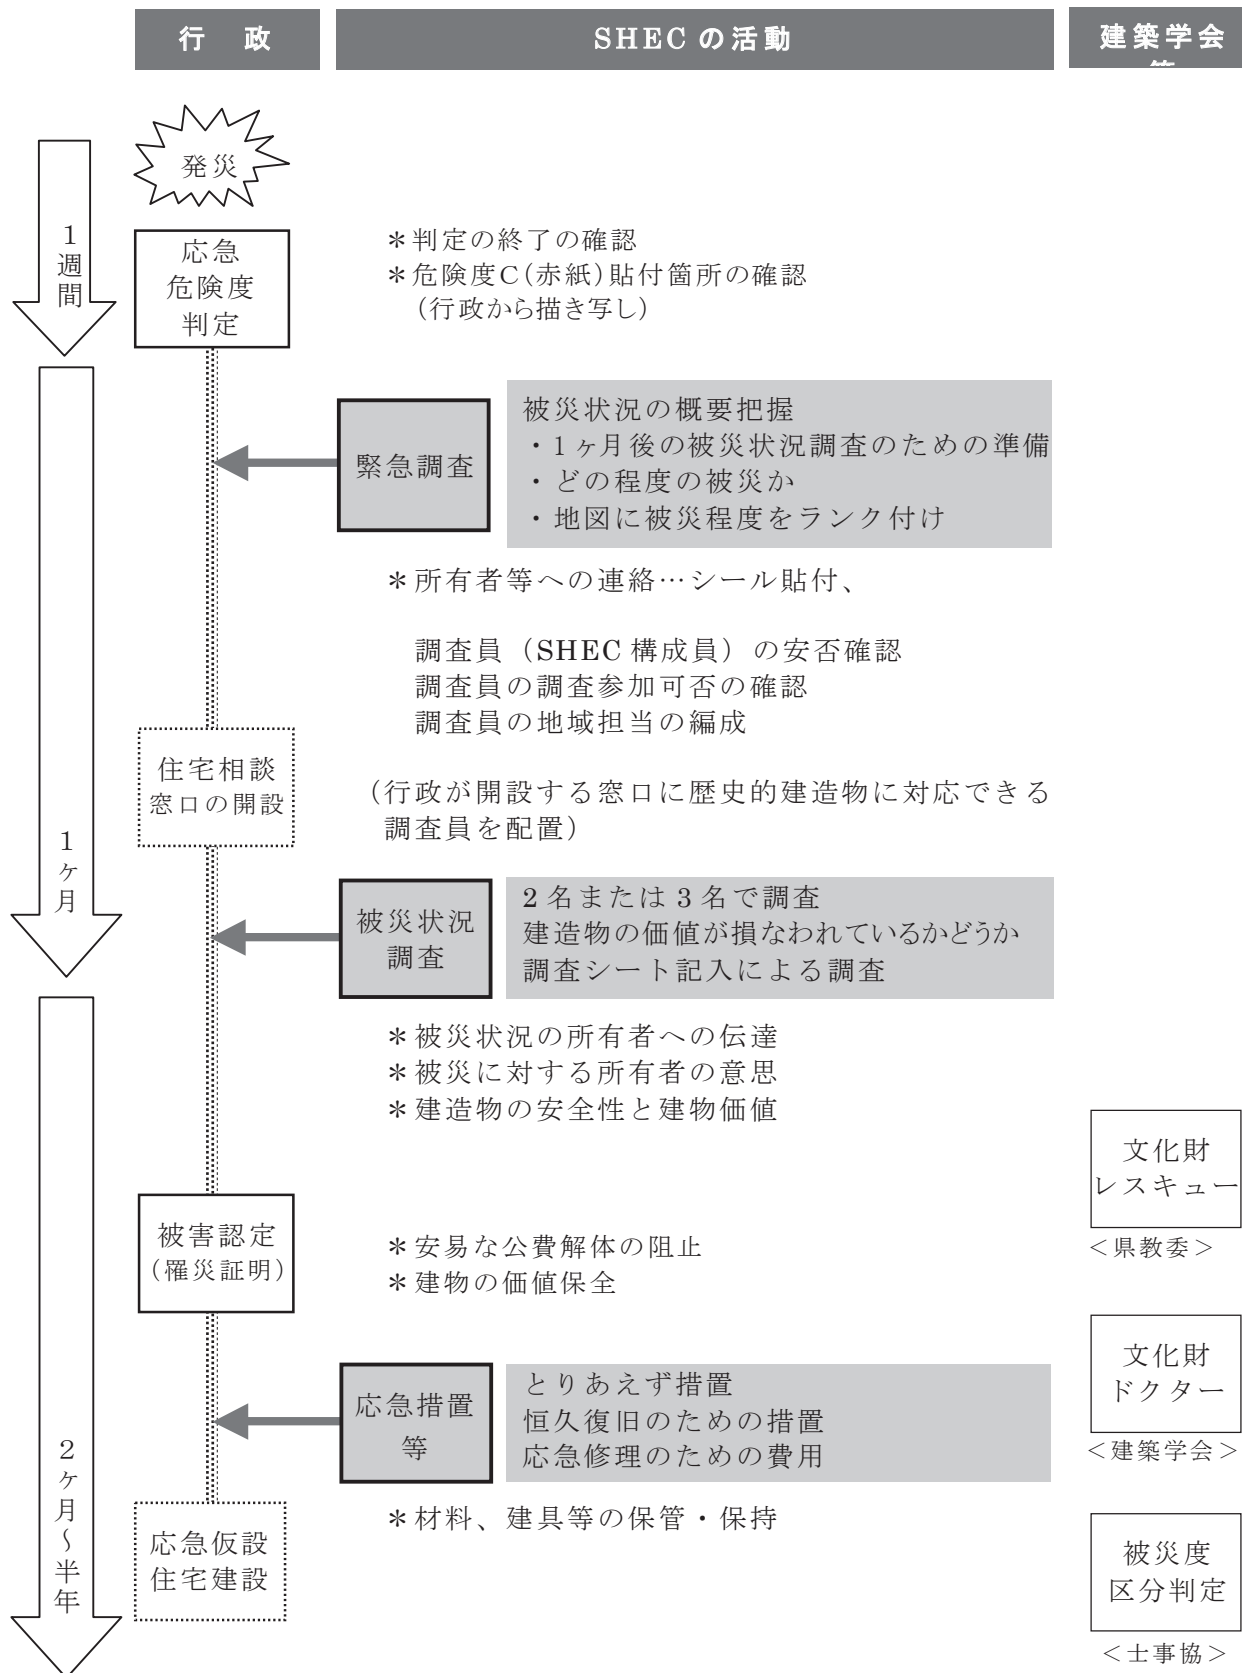 行　政
SHEC の活動
建築学会
発災
1週間
応急
危険度
判定
＊判定の終了の確認
＊危険度C（赤紙）貼付箇所の確認
（行政から描き写し）
緊急調査
被災状況の概要把握
・1ヶ月後の被災状況調査のための準備
・どの程度の被災か
・地図に被災程度をランク付け
＊所有者等への連絡…シール貼付、
調査員（SHEC 構成員）の安否確認
調査員の調査参加可否の確認
調査員の地域担当の編成
住宅相談
窓口の開設
（行政が開設する窓口に歴史的建造物に対応できる
調査員を配置）
1ヶ月
被災状況
調査
2 名または 3 名で調査
建造物の価値が損なわれているかどうか
調査シート記入による調査
＊被災状況の所有者への伝達
＊被災に対する所有者の意思
＊建造物の安全性と建物価値
文化財
レスキュー
＜県教委＞
被害認定
（罹災証明）
＊安易な公費解体の阻止
＊建物の価値保全
文化財
ドクター
＜建築学会＞
応急措置
等
とりあえず措置
恒久復旧のための措置
応急修理のための費用
＊材料、建具等の保管・保持
2ヶ月～半年
応急仮設
住宅建設
被災度
区分判定
＜士事協＞